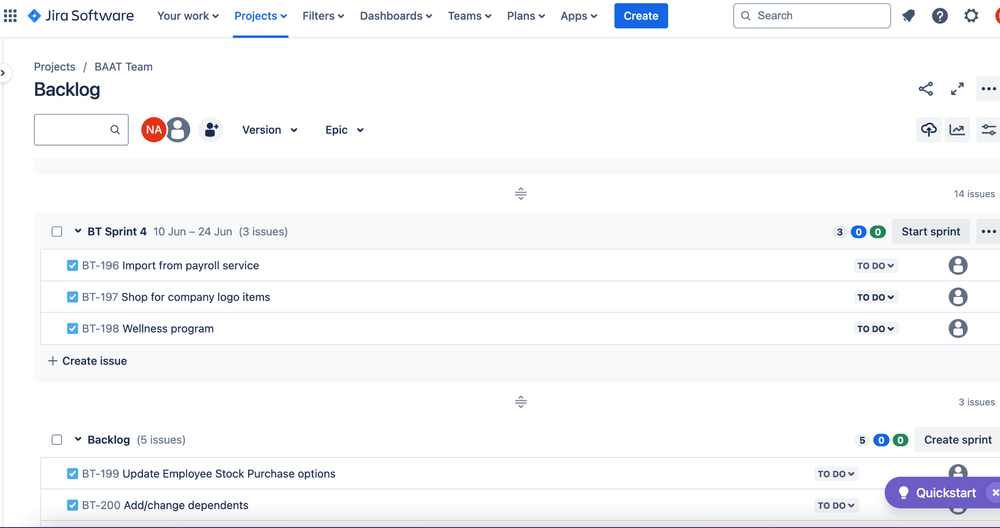 Jira Software Your work Projects Filters Dashboards Teams Plans Apps Create Search
Projects / BAAT Team
Backlog
NA Version Epic
14 issues
BT Sprint 4 10 Jun – 24 Jun (3 issues) 3 0 0 Start sprint
BT-196 Import from payroll service TO DO
BT-197 Shop for company logo items TO DO
BT-198 Wellness program TO DO
+ Create issue
3 issues
Backlog (5 issues) 5 0 0 Create sprint
BT-199 Update Employee Stock Purchase options TO DO
Quickstart
BT-200 Add/change dependents TO DO